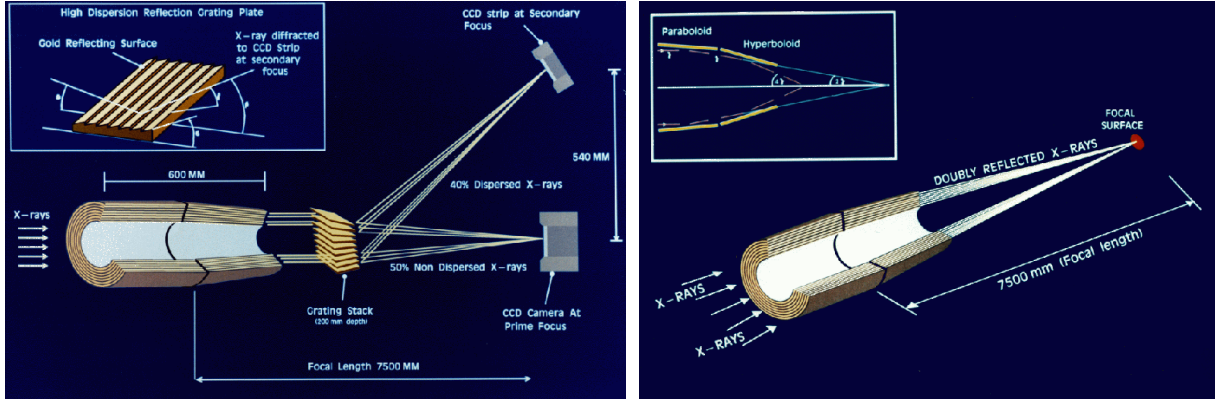 High Dispersion Reflection Grating Plate
Gold Reflecting Surface
X-ray diffracted
to CCD Strip
at secondary
focus
CCD strip at Secondary
Focus
600 MM
X-rays
40% Dispersed X-rays
540 MM
50% Non Dispersed X-rays
Grating Stack
(200 mm depth)
CCD Camera At
Prime Focus
Focal Length 7500 MM
Paraboloid
Hyperboloid
FOCAL
SURFACE
DOUBLY REFLECTED X-RAYS
7500 mm (Focal length)
X-RAYS
X-RAYS